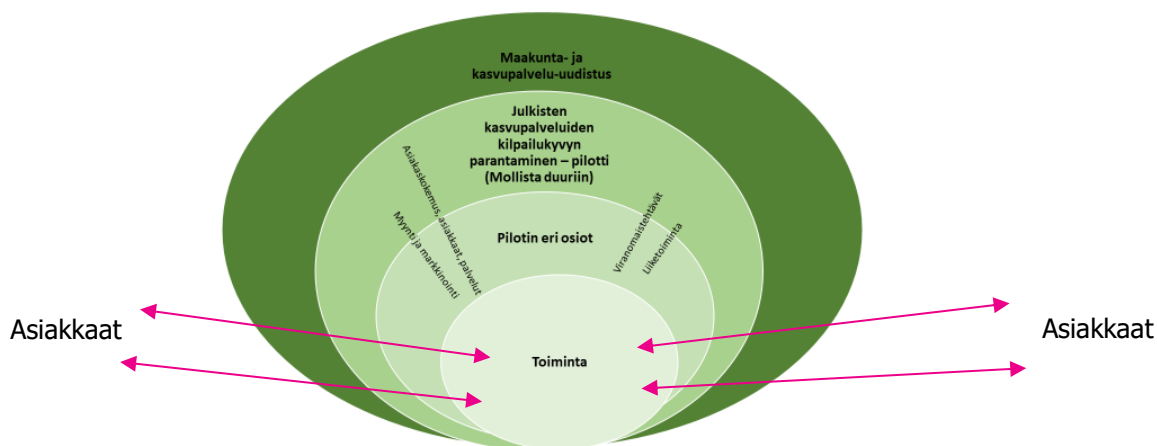 Maakunta- ja
kasvupalvelu-uudistus
Julkisten
kasvupalveluiden
kilpailukyvyn
parantaminen – pilotti
(Mollista duuriin)
Asiakaskokemus, asiakkaat, palvelut
Myynti ja markkinointi
Pilotin eri osiot
Viranomaistehtävät
Liiketoiminta
Asiakkaat
Toiminta
Asiakkaat